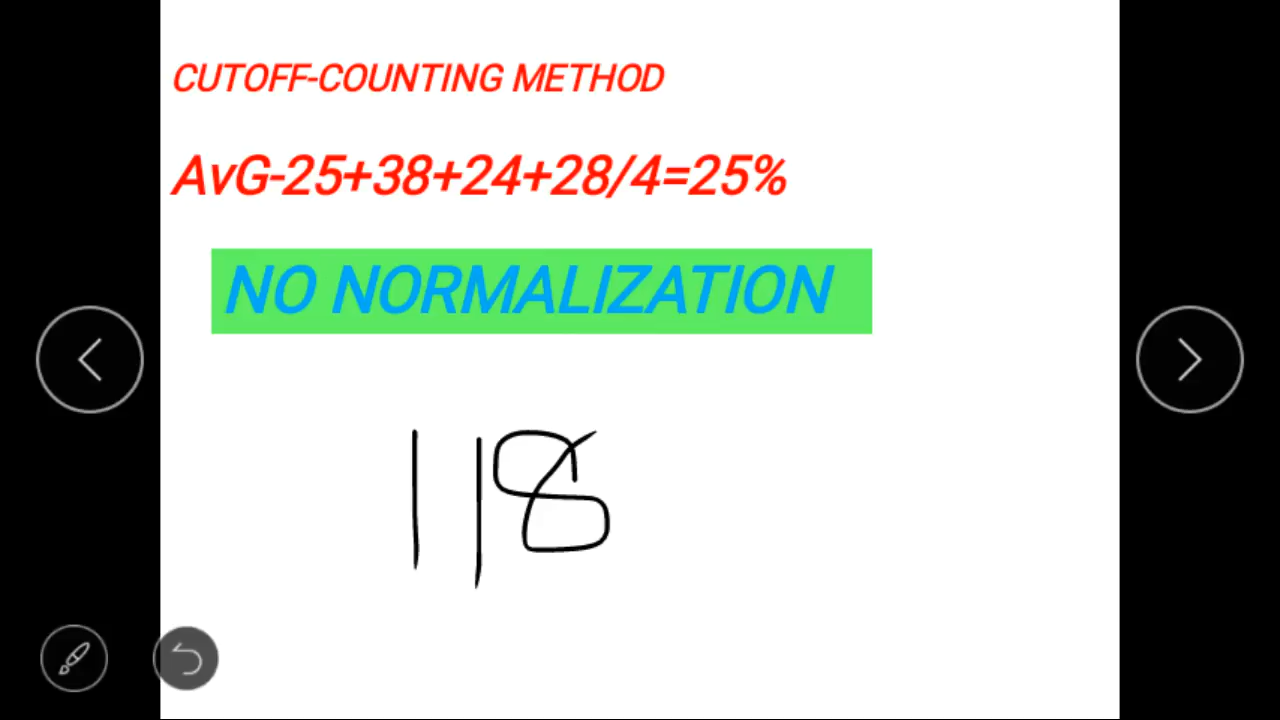 CUTOFF-COUNTING METHOD
AvG-25+38+24+28/4=25%
NO NORMALIZATION
118